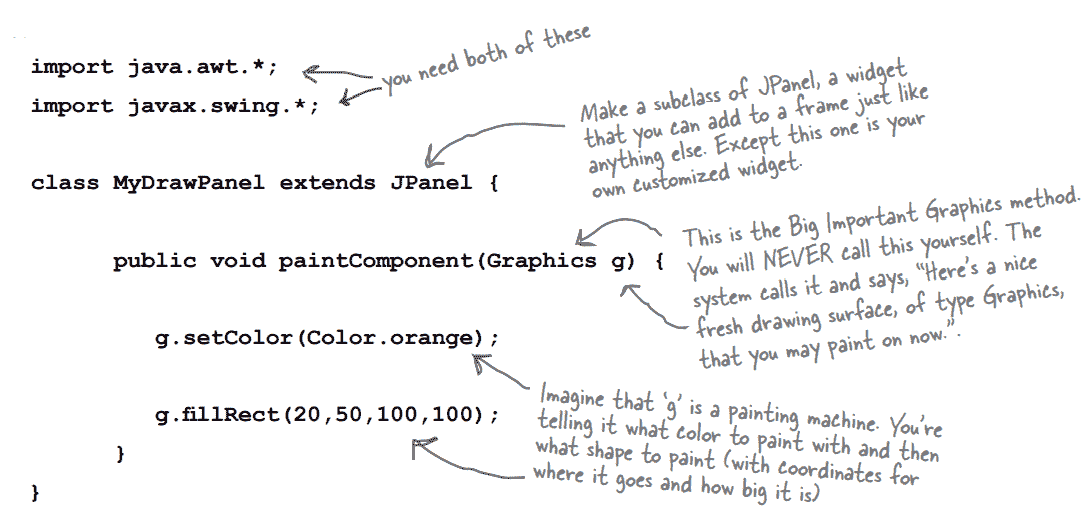 import java.awt.*;
you need both of these
import javax.swing.*;
Make a subclass of JPanel, a widget
that you can add to a frame just like
anything else. Except this one is your
own customized widget.
class MyDrawPanel extends JPanel {
This is the Big Important Graphics method.
You will NEVER call this yourself. The
system calls it and says, “Here's a nice
fresh drawing surface, of type Graphics,
that you may paint on now.”.
public void paintComponent(Graphics g) {
g.setColor(Color.orange);
Imagine that ‘g’ is a painting machine. You're
telling it what color to paint with and then
what shape to paint (with coordinates for
where it goes and how big it is)
g.fillRect(20,50,100,100);
}
}